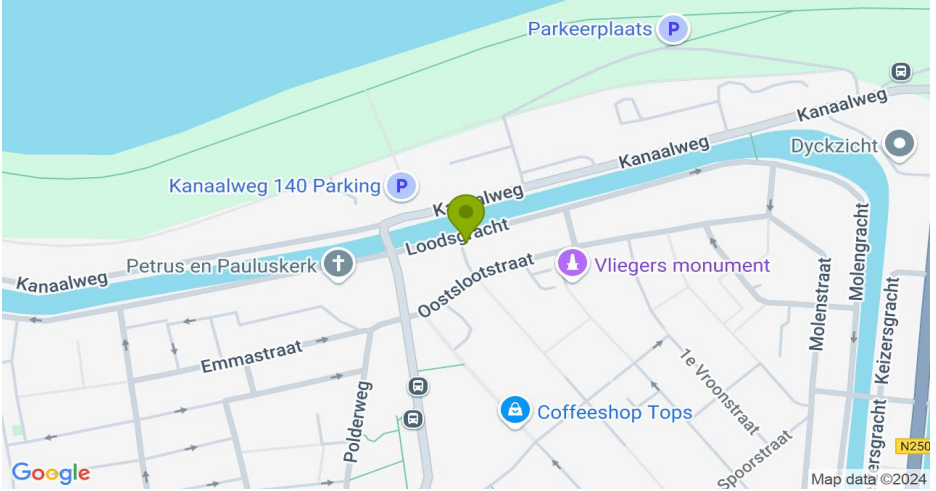 Parkeerplaats
P
Kanaalweg
Dyckzicht
Kanaalweg
Kanaalweg 140 Parking
P
Loodsgracht
Petrus en Pauluskerk
Vliegers monument
Kanaalweg
Oostslootstraat
Molengracht
Molenstraat
Keizersgracht
Emmastraat
1e Vroonstraat
Polderweg
Coffeeshop Tops
Spoorstraat
N250
Google
Map data ©2024